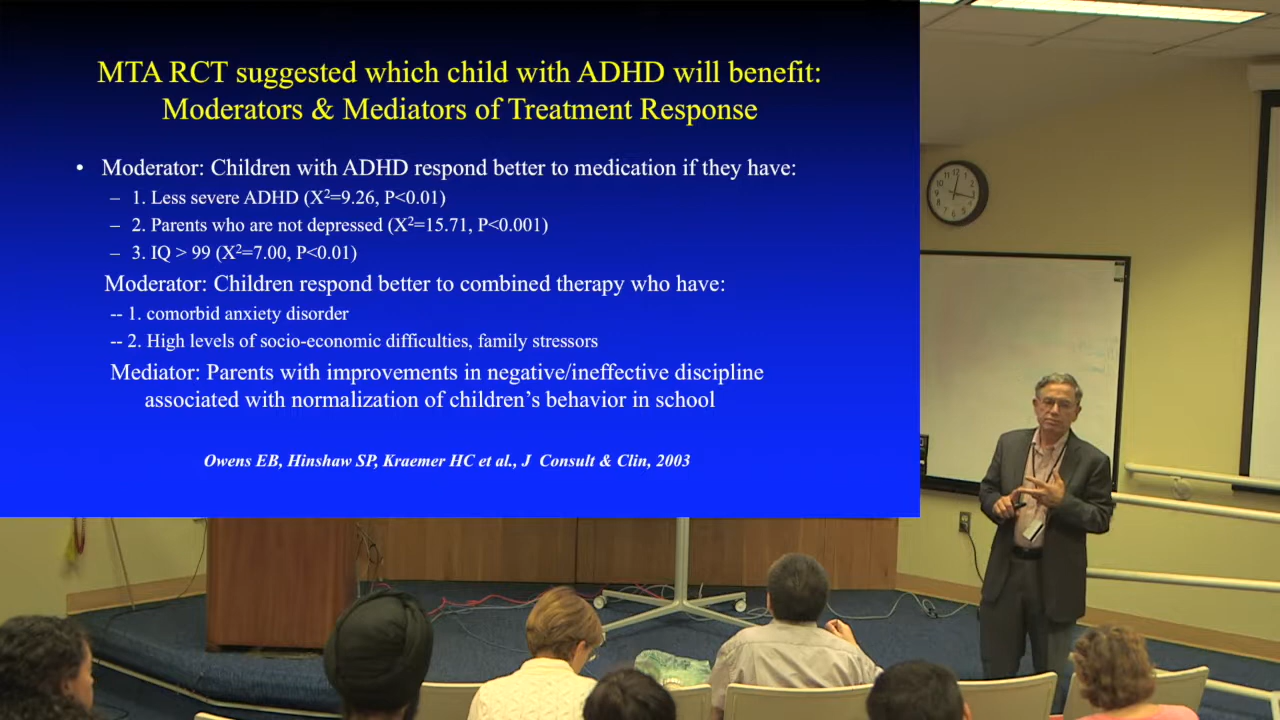 MTA RCT suggested which child with ADHD will benefit:
Moderators & Mediators of Treatment Response
• Moderator: Children with ADHD respond better to medication if they have:
– 1. Less severe ADHD (X²=9.26, P<0.01)
– 2. Parents who are not depressed (X²=15.71, P<0.001)
– 3. IQ > 99 (X²=7.00, P<0.01)
Moderator: Children respond better to combined therapy who have:
-- 1. comorbid anxiety disorder
-- 2. High levels of socio-economic difficulties, family stressors
Mediator: Parents with improvements in negative/ineffective discipline
associated with normalization of children’s behavior in school
Owens EB, Hinshaw SP, Kraemer HC et al., J Consult & Clin, 2003